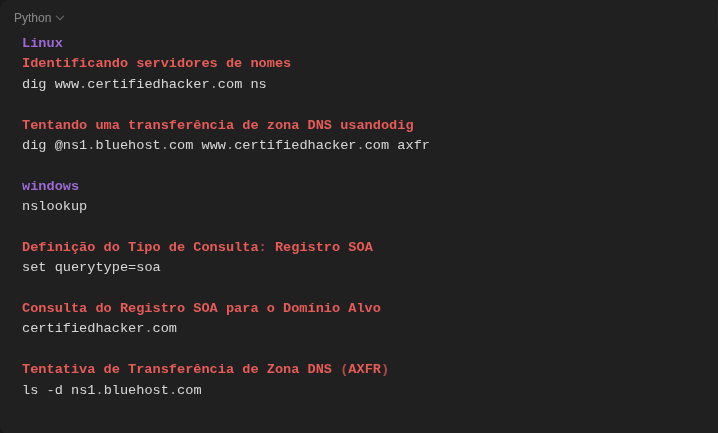 Python
Linux
Identificando servidores de nomes
dig www.certifiedhacker.com ns
Tentando uma transferência de zona DNS usandodig
dig @ns1.bluehost.com www.certifiedhacker.com axfr
windows
nslookup
Definição do Tipo de Consulta: Registro SOA
set querytype=soa
Consulta do Registro SOA para o Domínio Alvo
certifiedhacker.com
Tentativa de Transferência de Zona DNS (AXFR)
ls -d ns1.bluehost.com